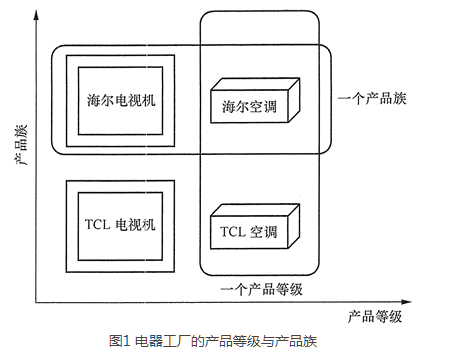 产品族
海尔电视机
海尔空调
一个产品族
TCL 电视机
TCL 空调
一个产品等级
产品等级
图1 电器工厂的产品等级与产品族